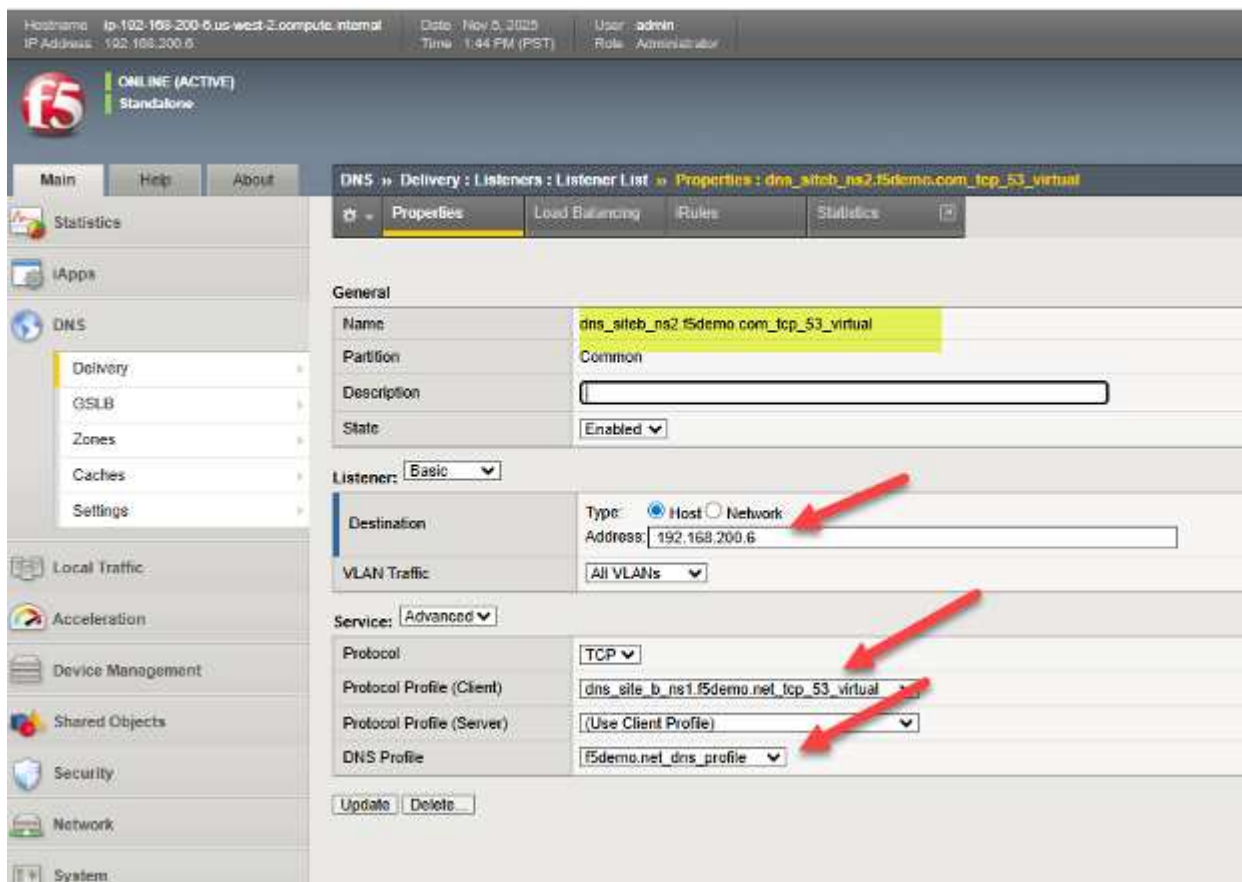 Hostname ip-192-168-200-6.us-west-2.compute.internal Date Nov 5, 2025 User admin
IP Address 192.168.200.6 Time 1:44 PM (PST) Role Administrator
f5
ONLINE (ACTIVE)
Standalone
Main Help About
DNS » Delivery : Listeners : Listener List » Properties : dns_siteb_ns2.f5demo.com_tcp_53_virtual
Properties Load Balancing iRules Statistics
Statistics
iApps
DNS
Delivery
GSLB
Zones
Caches
Settings
Local Traffic
Acceleration
Device Management
Shared Objects
Security
Network
System
General
Name dns_siteb_ns2.f5demo.com_tcp_53_virtual
Partition Common
Description
State Enabled
Listener: Basic
Destination Type: Host Network
Address: 192.168.200.6
VLAN Traffic All VLANs
Service: Advanced
Protocol TCP
Protocol Profile (Client) dns_site_b_ns1.f5demo.net_tcp_53_virtual
Protocol Profile (Server) (Use Client Profile)
DNS Profile f5demo.net_dns_profile
Update Delete...